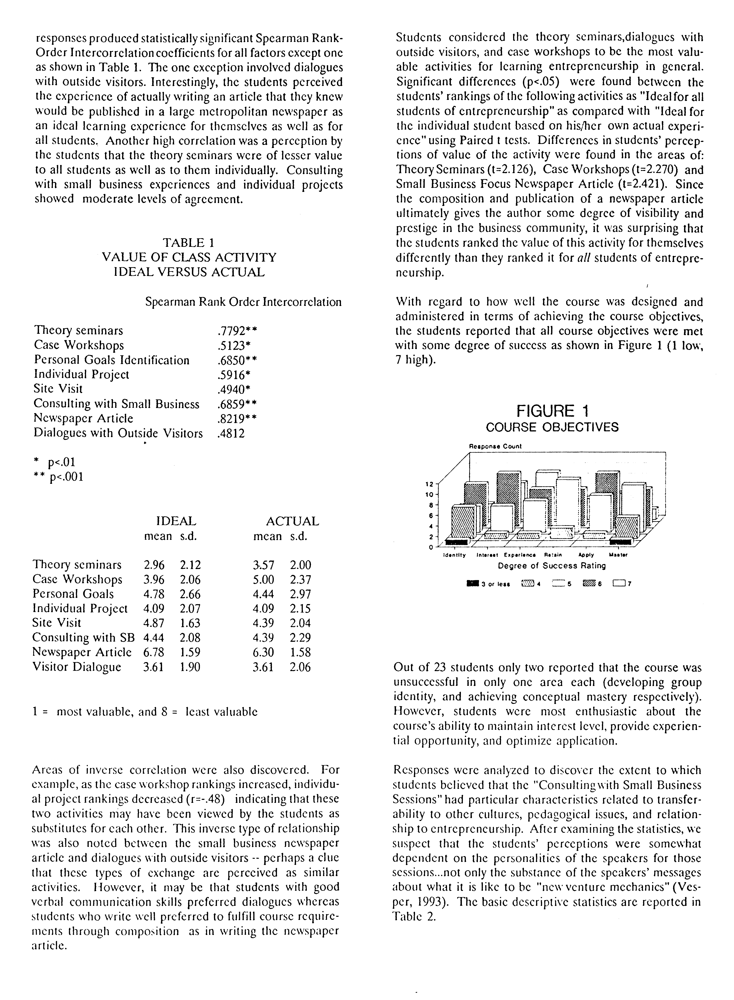 responses produced statistically significant Spearman Rank-
Order Intercorrelation coefficients for all factors except one
as shown in Table 1. The one exception involved dialogues
with outside visitors. Interestingly, the students perceived
the experience of actually writing an article that they knew
would be published in a large metropolitan newspaper as
an ideal learning experience for themselves as well as for
all students. Another high correlation was a perception by
the students that the theory seminars were of lesser value
to all students as well as to them individually. Consulting
with small business experiences and individual projects
showed moderate levels of agreement.
TABLE 1
VALUE OF CLASS ACTIVITY
IDEAL VERSUS ACTUAL
Spearman Rank Order Intercorrelation
Theory seminars .7792**
Case Workshops .5123*
Personal Goals Identification .6850**
Individual Project .5916*
Site Visit .4940*
Consulting with Small Business .6859**
Newspaper Article .8219**
Dialogues with Outside Visitors .4812
* p<.01
** p<.001
IDEAL ACTUAL
mean s.d. mean s.d.
Theory seminars 2.96 2.12 3.57 2.00
Case Workshops 3.96 2.06 5.00 2.37
Personal Goals 4.78 2.66 4.44 2.97
Individual Project 4.09 2.07 4.09 2.15
Site Visit 4.87 1.63 4.39 2.04
Consulting with SB 4.44 2.08 4.39 2.29
Newspaper Article 6.78 1.59 6.30 1.58
Visitor Dialogue 3.61 1.90 3.61 2.06
1 = most valuable, and 8 = least valuable
Areas of inverse correlation were also discovered. For
example, as the case workshop rankings increased, individu-
al project rankings decreased (r=-.48) indicating that these
two activities may have been viewed by the students as
substitutes for each other. This inverse type of relationship
was also noted between the small business newspaper
article and dialogues with outside visitors -- perhaps a clue
that these types of exchange are perceived as similar
activities. However, it may be that students with good
verbal communication skills preferred dialogues whereas
students who write well preferred to fulfill course require-
ments through composition as in writing the newspaper
article.
Students considered the theory seminars,dialogues with
outside visitors, and case workshops to be the most valu-
able activities for learning entrepreneurship in general.
Significant differences (p<.05) were found between the
students' rankings of the following activities as "Ideal for all
students of entrepreneurship" as compared with "Ideal for
the individual student based on his/her own actual experi-
ence" using Paired t tests. Differences in students' percep-
tions of value of the activity were found in the areas of:
Theory Seminars (t=2.126), Case Workshops (t=2.270) and
Small Business Focus Newspaper Article (t=2.421). Since
the composition and publication of a newspaper article
ultimately gives the author some degree of visibility and
prestige in the business community, it was surprising that
the students ranked the value of this activity for themselves
differently than they ranked it for all students of entrepre-
neurship.
With regard to how well the course was designed and
administered in terms of achieving the course objectives,
the students reported that all course objectives were met
with some degree of success as shown in Figure 1 (1 low,
7 high).
FIGURE 1
COURSE OBJECTIVES
Response Count
12
10
8
6
4
2
0
Identity Interest Experience Retain Apply Master
Degree of Success Rating
3 or less 4 5 6 7
Out of 23 students only two reported that the course was
unsuccessful in only one area each (developing group
identity, and achieving conceptual mastery respectively).
However, students were most enthusiastic about the
course's ability to maintain interest level, provide experien-
tial opportunity, and optimize application.
Responses were analyzed to discover the extent to which
students believed that the "Consulting with Small Business
Sessions" had particular characteristics related to transfer-
ability to other cultures, pedagogical issues, and relation-
ship to entrepreneurship. After examining the statistics, we
suspect that the students' perceptions were somewhat
dependent on the personalities of the speakers for those
sessions...not only the substance of the speakers' messages
about what it is like to be "new venture mechanics" (Ves-
per, 1993). The basic descriptive statistics are reported in
Table 2.